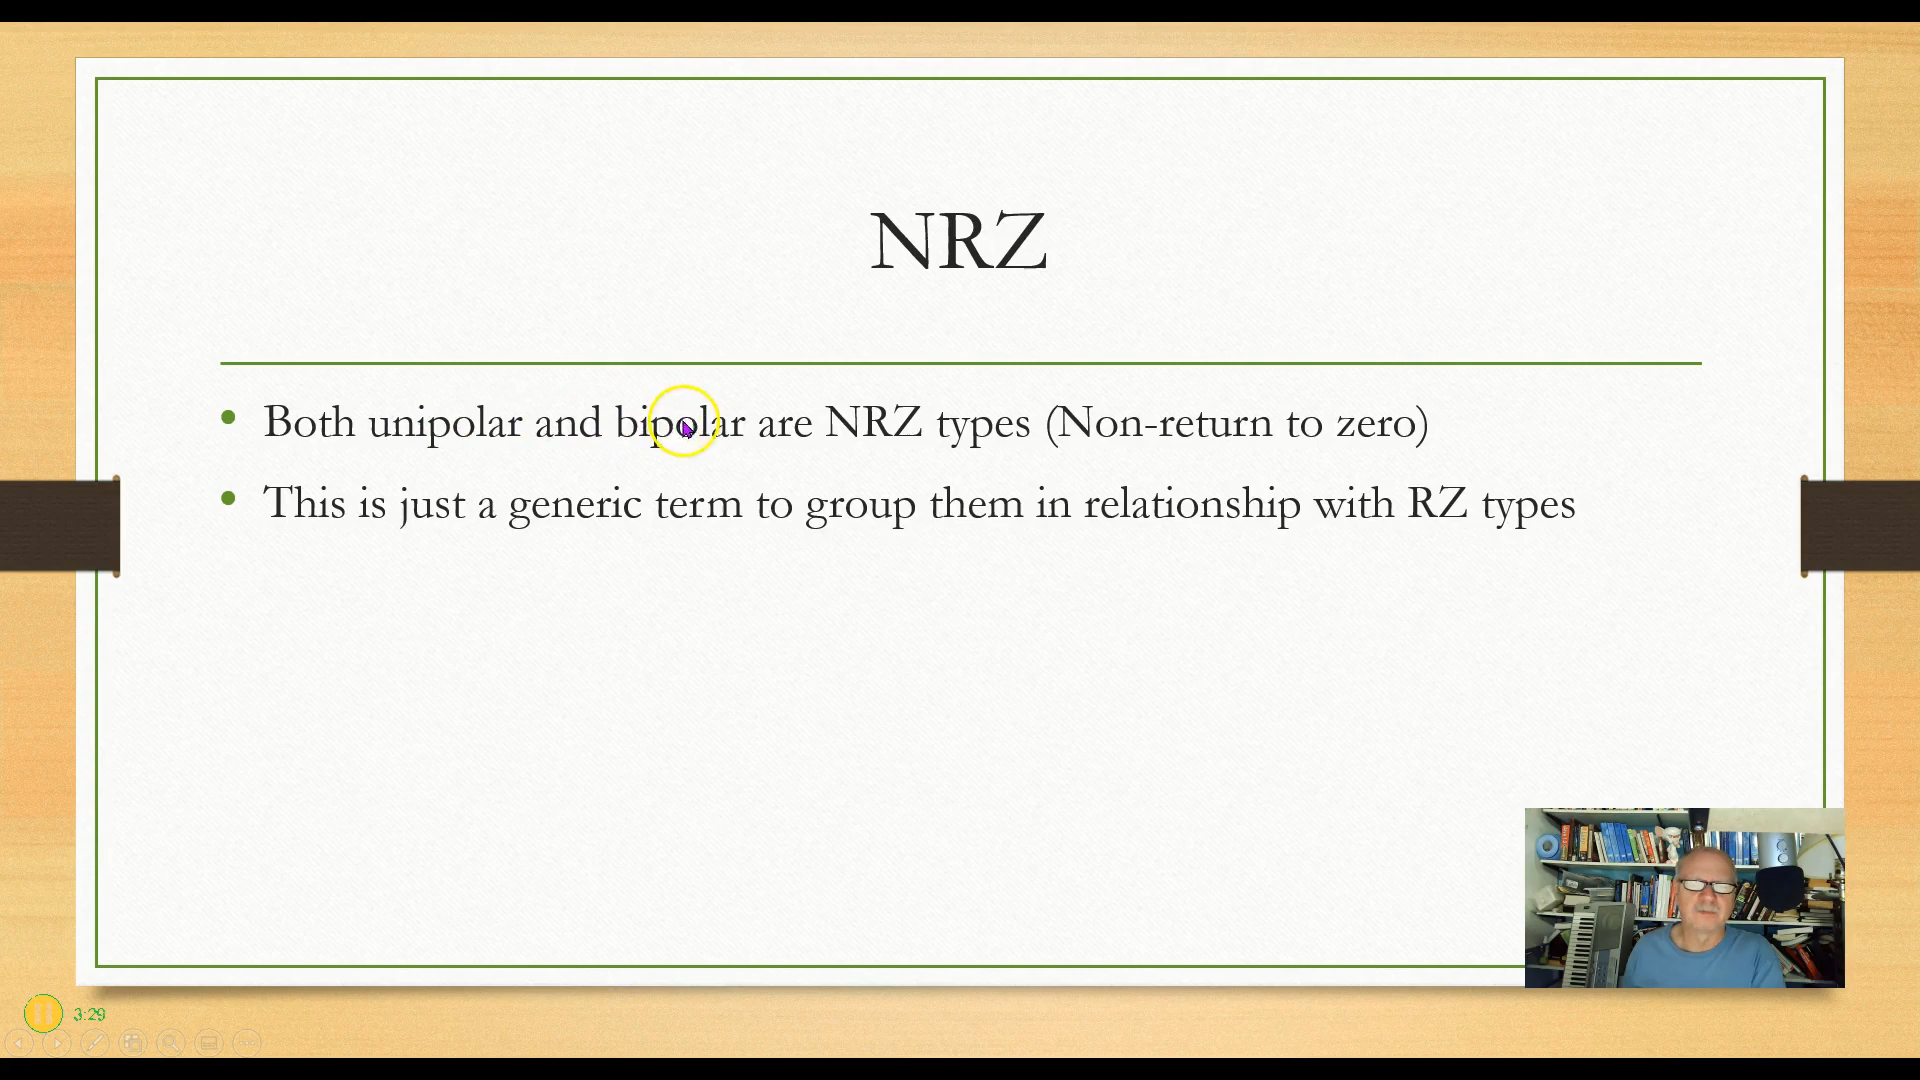 NRZ
Both unipolar and bipolar are NRZ types (Non-return to zero)
This is just a generic term to group them in relationship with RZ types
3:29